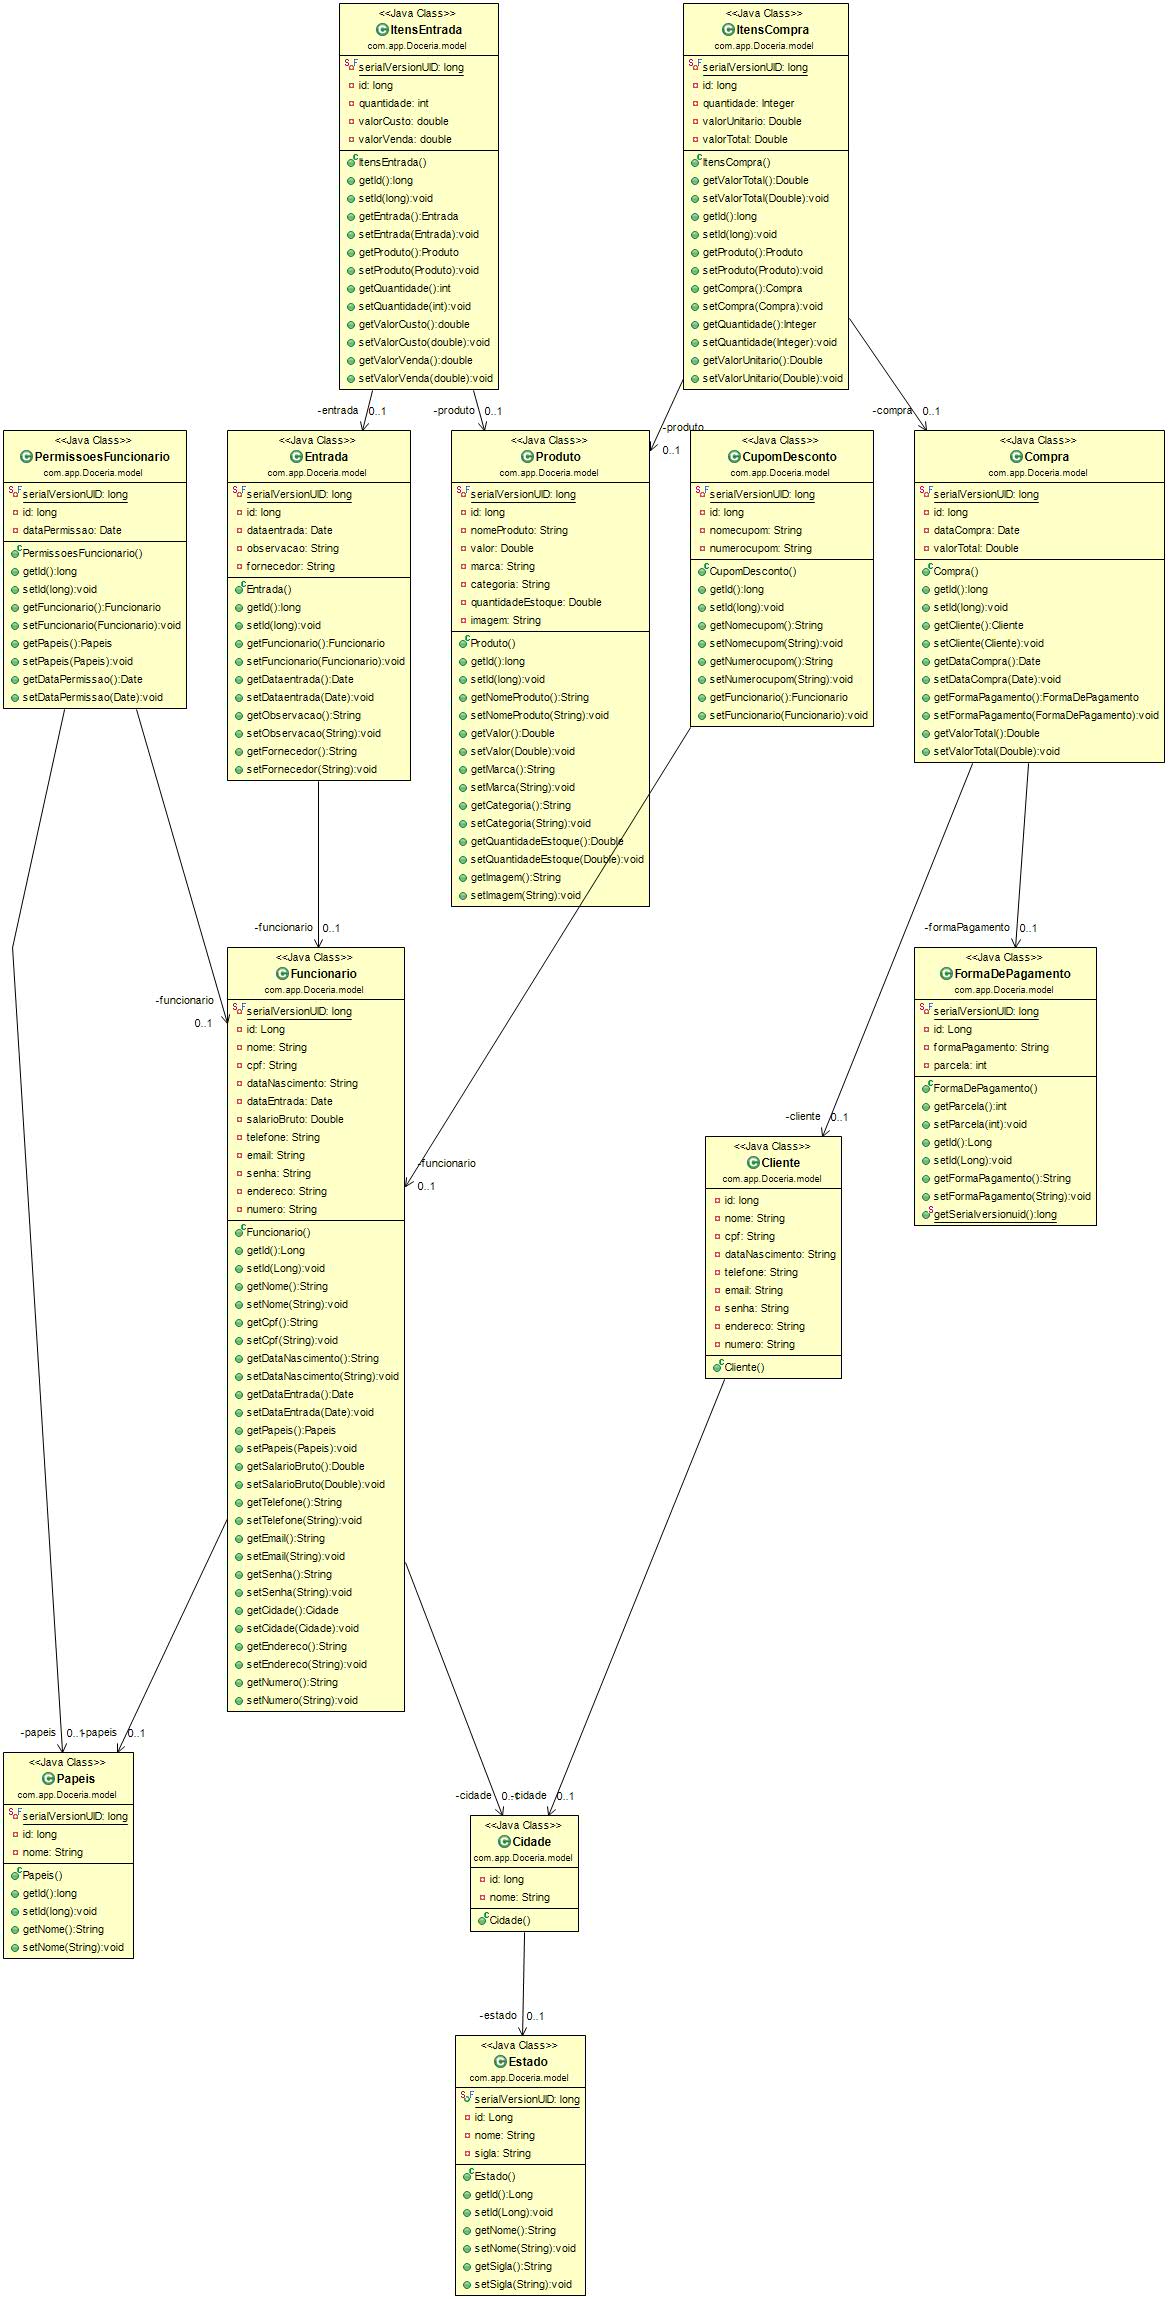 <<Java Class>>
ItensEntrada
com.app.Doceria.model
serialVersionUID: long
id: long
quantidade: int
valorCusto: double
valorVenda: double
ItensEntrada()
getId():long
setId(long):void
getEntrada():Entrada
setEntrada(Entrada):void
getProduto():Produto
setProduto(Produto):void
getQuantidade():int
setQuantidade(int):void
getValorCusto():double
setValorCusto(double):void
getValorVenda():double
setValorVenda(double):void
<<Java Class>>
ItensCompra
com.app.Doceria.model
serialVersionUID: long
id: long
quantidade: Integer
valorUnitario: Double
valorTotal: Double
ItensCompra()
getValorTotal():Double
setValorTotal(Double):void
getId():long
setId(long):void
getProduto():Produto
setProduto(Produto):void
getCompra():Compra
setCompra(Compra):void
getQuantidade():Integer
setQuantidade(Integer):void
getValorUnitario():Double
setValorUnitario(Double):void
-entrada 0..1
-produto 0..1
-produto
0..1
-compra 0..1
<<Java Class>>
PermissoesFuncionario
com.app.Doceria.model
serialVersionUID: long
id: long
dataPermissao: Date
PermissoesFuncionario()
getId():long
setId(long):void
getFuncionario():Funcionario
setFuncionario(Funcionario):void
getPapeis():Papeis
setPapeis(Papeis):void
getDataPermissao():Date
setDataPermissao(Date):void
<<Java Class>>
Entrada
com.app.Doceria.model
serialVersionUID: long
id: long
dataentrada: Date
observacao: String
fornecedor: String
Entrada()
getId():long
setId(long):void
getFuncionario():Funcionario
setFuncionario(Funcionario):void
getDataentrada():Date
setDataentrada(Date):void
getObservacao():String
setObservacao(String):void
getFornecedor():String
setFornecedor(String):void
<<Java Class>>
Produto
com.app.Doceria.model
serialVersionUID: long
id: long
nomeProduto: String
valor: Double
marca: String
categoria: String
quantidadeEstoque: Double
imagem: String
Produto()
getId():long
setId(long):void
getNomeProduto():String
setNomeProduto(String):void
getValor():Double
setValor(Double):void
getMarca():String
setMarca(String):void
getCategoria():String
setCategoria(String):void
getQuantidadeEstoque():Double
setQuantidadeEstoque(Double):void
getImagem():String
setImagem(String):void
<<Java Class>>
CupomDesconto
com.app.Doceria.model
serialVersionUID: long
id: long
nomecupom: String
numerocupom: String
CupomDesconto()
getId():long
setId(long):void
getNomecupom():String
setNomecupom(String):void
getNumerocupom():String
setNumerocupom(String):void
getFuncionario():Funcionario
setFuncionario(Funcionario):void
<<Java Class>>
Compra
com.app.Doceria.model
serialVersionUID: long
id: long
dataCompra: Date
valorTotal: Double
Compra()
getId():long
setId(long):void
getCliente():Cliente
setCliente(Cliente):void
getDataCompra():Date
setDataCompra(Date):void
getFormaPagamento():FormaDePagamento
setFormaPagamento(FormaDePagamento):void
getValorTotal():Double
setValorTotal(Double):void
-funcionario
0..1
-funcionario 0..1
-funcionario
0..1
-cliente 0..1
-formaPagamento 0..1
<<Java Class>>
Funcionario
com.app.Doceria.model
serialVersionUID: long
id: Long
nome: String
cpf: String
dataNascimento: String
dataEntrada: Date
salarioBruto: Double
telefone: String
email: String
senha: String
endereco: String
numero: String
Funcionario()
getId():Long
setId(Long):void
getNome():String
setNome(String):void
getCpf():String
setCpf(String):void
getDataNascimento():String
setDataNascimento(String):void
getDataEntrada():Date
setDataEntrada(Date):void
getPapeis():Papeis
setPapeis(Papeis):void
getSalarioBruto():Double
setSalarioBruto(Double):void
getTelefone():String
setTelefone(String):void
getEmail():String
setEmail(String):void
getSenha():String
setSenha(String):void
getCidade():Cidade
setCidade(Cidade):void
getEndereco():String
setEndereco(String):void
getNumero():String
setNumero(String):void
<<Java Class>>
FormaDePagamento
com.app.Doceria.model
serialVersionUID: long
id: Long
formaPagamento: String
parcela: int
FormaDePagamento()
getParcela():int
setParcela(int):void
getId():Long
setId(Long):void
getFormaPagamento():String
setFormaPagamento(String):void
getSerialversionuid():long
<<Java Class>>
Cliente
com.app.Doceria.model
id: long
nome: String
cpf: String
dataNascimento: String
telefone: String
email: String
senha: String
endereco: String
numero: String
Cliente()
-papeis 0..1
-papeis 0..1
-cidade 0..1
-cidade 0..1
<<Java Class>>
Papeis
com.app.Doceria.model
serialVersionUID: long
id: long
nome: String
Papeis()
getId():long
setId(long):void
getNome():String
setNome(String):void
<<Java Class>>
Cidade
com.app.Doceria.model
id: long
nome: String
Cidade()
-estado 0..1
<<Java Class>>
Estado
com.app.Doceria.model
serialVersionUID: long
id: Long
nome: String
sigla: String
Estado()
getId():Long
setId(Long):void
getNome():String
setNome(String):void
getSigla():String
setSigla(String):void